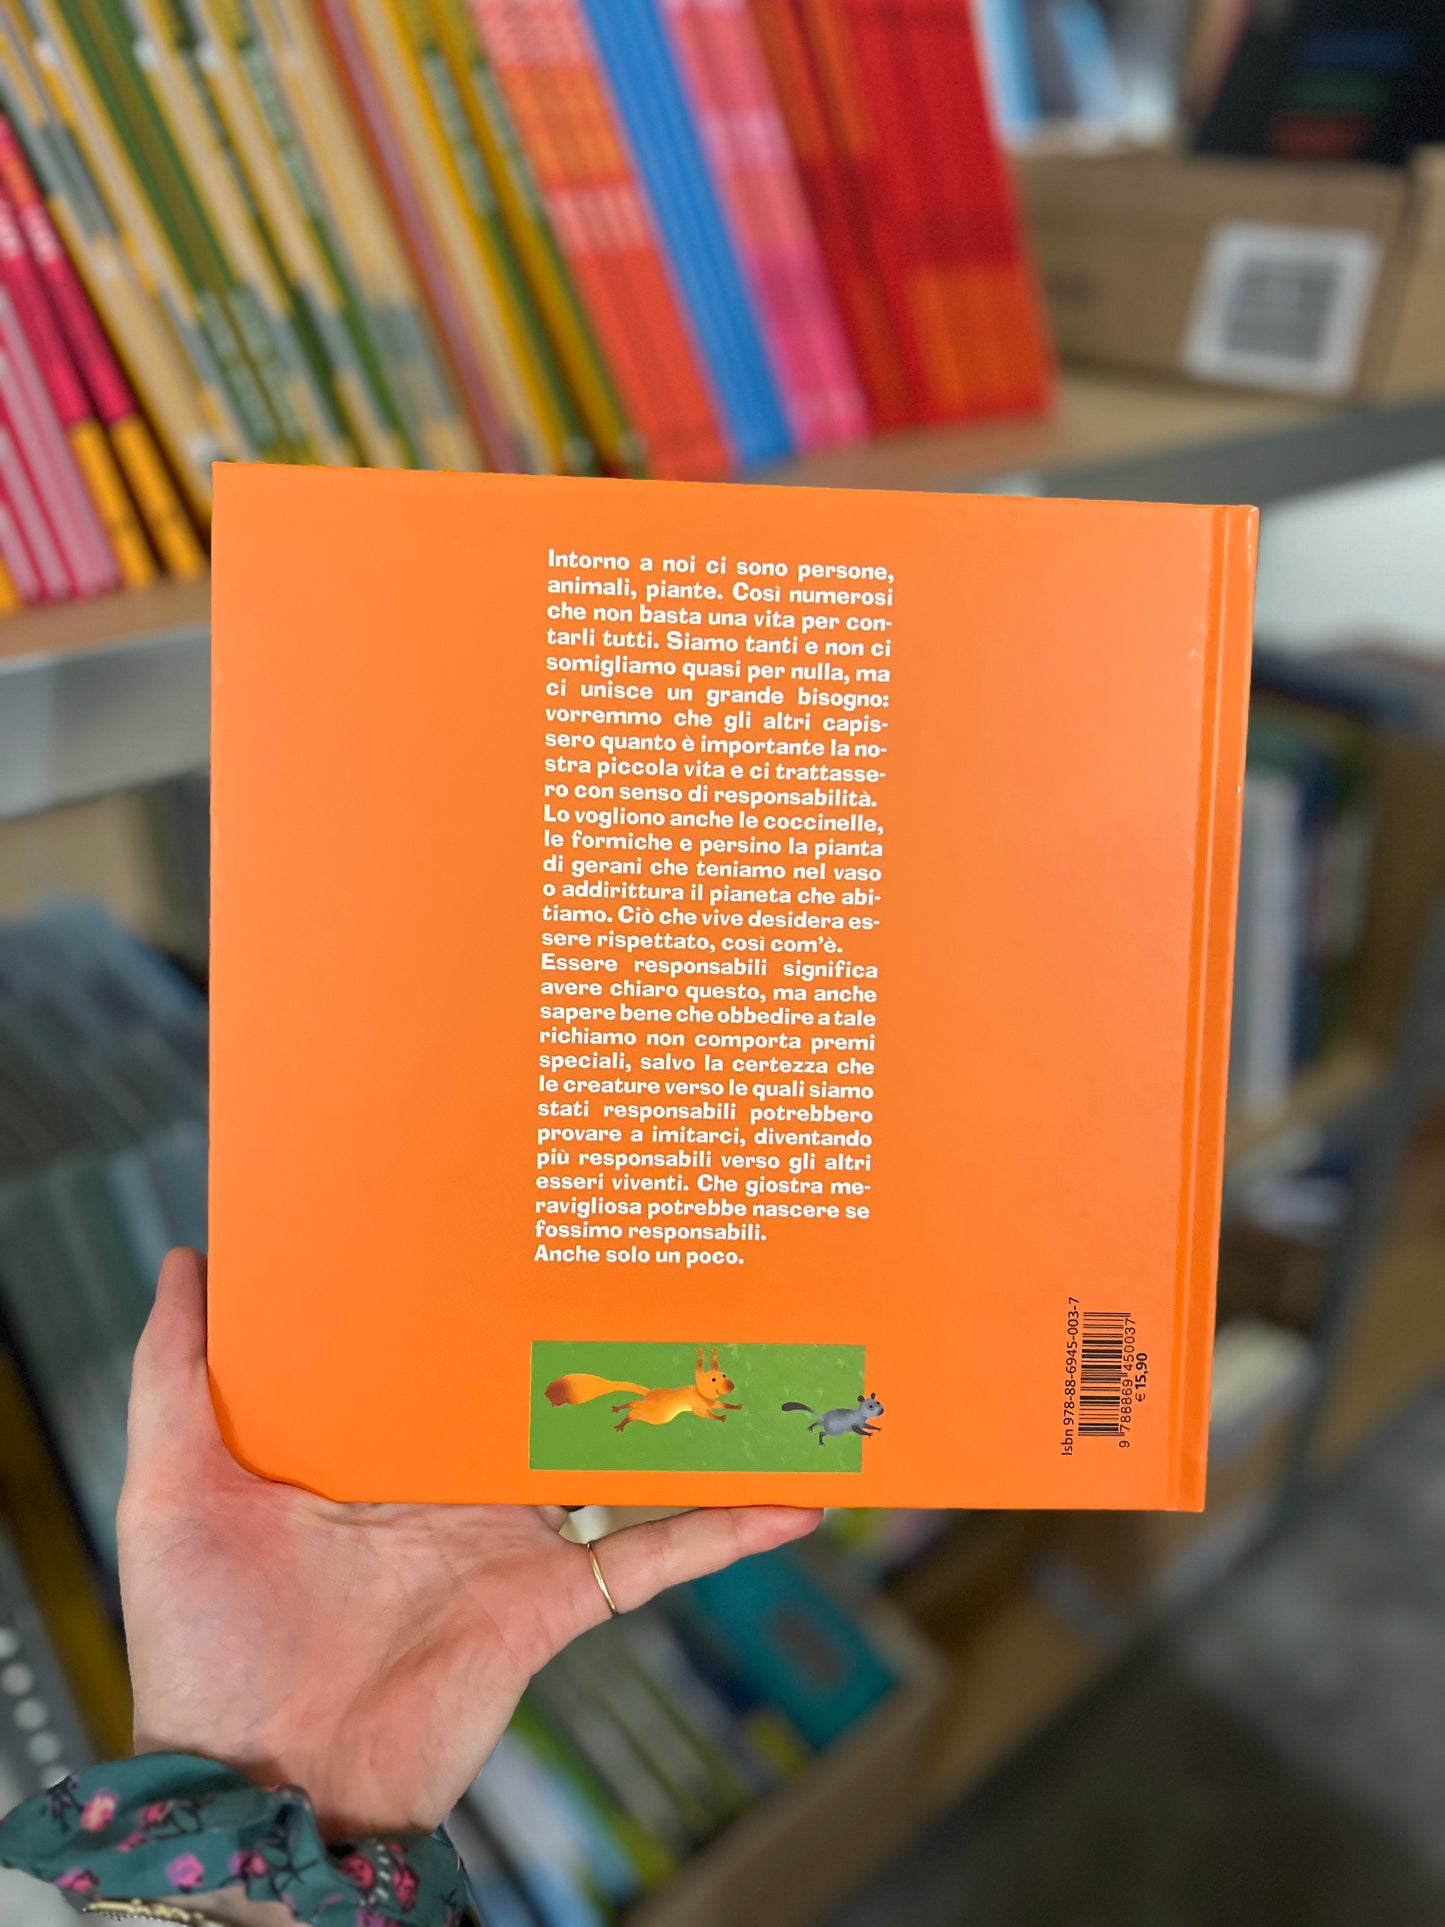 Intorno a noi ci sono persone,
animali, piante. Così numerosi
che non basta una vita per con-
tarli tutti. Siamo tanti e non ci
somigliamo quasi per nulla, ma
ci unisce un grande bisogno:
vorremmo che gli altri capis-
sero quanto è importante la no-
stra piccola vita e ci trattasse-
ro con senso di responsabilità.
Lo vogliono anche le coccinelle,
le formiche e persino la pianta
di gerani che teniamo nel vaso
o addirittura il pianeta che abi-
tiamo. Ciò che vive desidera es-
sere rispettato, così com'è.
Essere responsabili significa
avere chiaro questo, ma anche
sapere bene che obbedire a tale
richiamo non comporta premi
speciali, salvo la certezza che
le creature verso le quali siamo
stati responsabili potrebbero
provare a imitarci, diventando
più responsabili verso gli altri
esseri viventi. Che giostra me-
ravigliosa potrebbe nascere se
fossimo responsabili.
Anche solo un poco.
Isbn 978-88-6945-003-7
9 788869 450037
€ 15,90